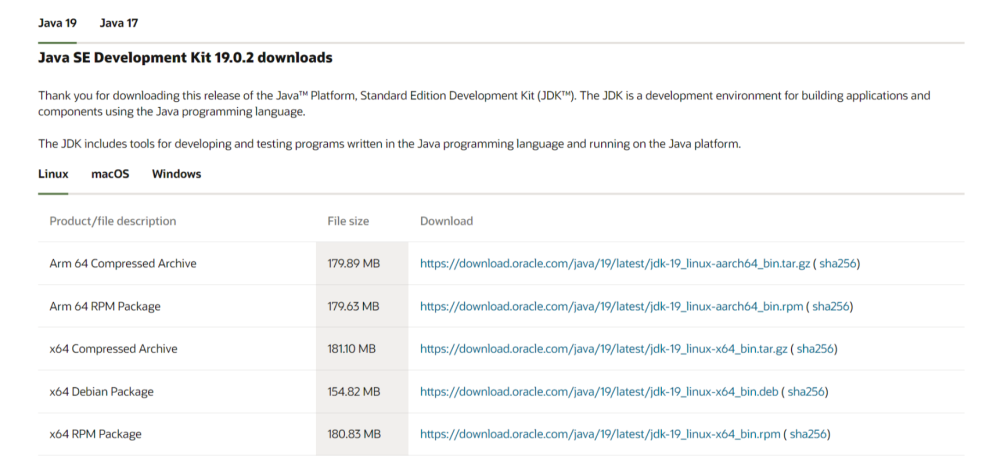 Java 19 Java 17
Java SE Development Kit 19.0.2 downloads
Thank you for downloading this release of the Java™ Platform, Standard Edition Development Kit (JDK™). The JDK is a development environment for building applications and
components using the Java programming language.
The JDK includes tools for developing and testing programs written in the Java programming language and running on the Java platform.
Linux macOS Windows
Product/file description File size Download
Arm 64 Compressed Archive 179.89 MB https://download.oracle.com/java/19/latest/jdk-19_linux-aarch64_bin.tar.gz ( sha256)
Arm 64 RPM Package 179.63 MB https://download.oracle.com/java/19/latest/jdk-19_linux-aarch64_bin.rpm ( sha256)
x64 Compressed Archive 181.10 MB https://download.oracle.com/java/19/latest/jdk-19_linux-x64_bin.tar.gz ( sha256)
x64 Debian Package 154.82 MB https://download.oracle.com/java/19/latest/jdk-19_linux-x64_bin.deb ( sha256)
x64 RPM Package 180.83 MB https://download.oracle.com/java/19/latest/jdk-19_linux-x64_bin.rpm ( sha256)